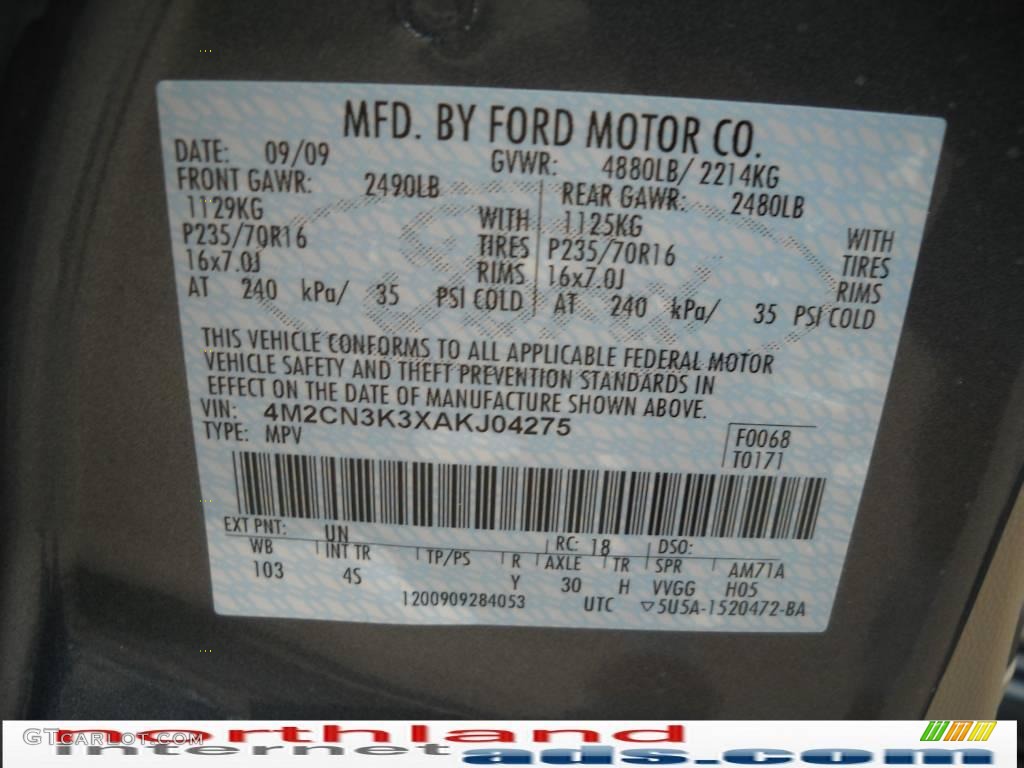 MFD. BY FORD MOTOR CO.
DATE: 09/09 GVWR: 4880LB/ 2214KG
FRONT GAWR: 2490LB REAR GAWR: 2480LB
1129KG WITH 1125KG WITH
P235/70R16 TIRES P235/70R16 TIRES
16x7.0J RIMS 16x7.0J RIMS
AT 240 kPa/ 35 PSI COLD AT 240 kPa/ 35 PSI COLD
THIS VEHICLE CONFORMS TO ALL APPLICABLE FEDERAL MOTOR
VEHICLE SAFETY AND THEFT PREVENTION STANDARDS IN
EFFECT ON THE DATE OF MANUFACTURE SHOWN ABOVE.
VIN: 4M2CN3K3XAKJ04275
TYPE: MPV
F0068
T0171
EXT PNT: UN RC: 18 DSO:
WB INT TR TP/PS R AXLE TR SPR AM71A
103 4S Y 30 H VVGG H05
1200909284053 UTC ▽5U5A-1520472-BA
GTcarlot.com
northland
internet ads.com